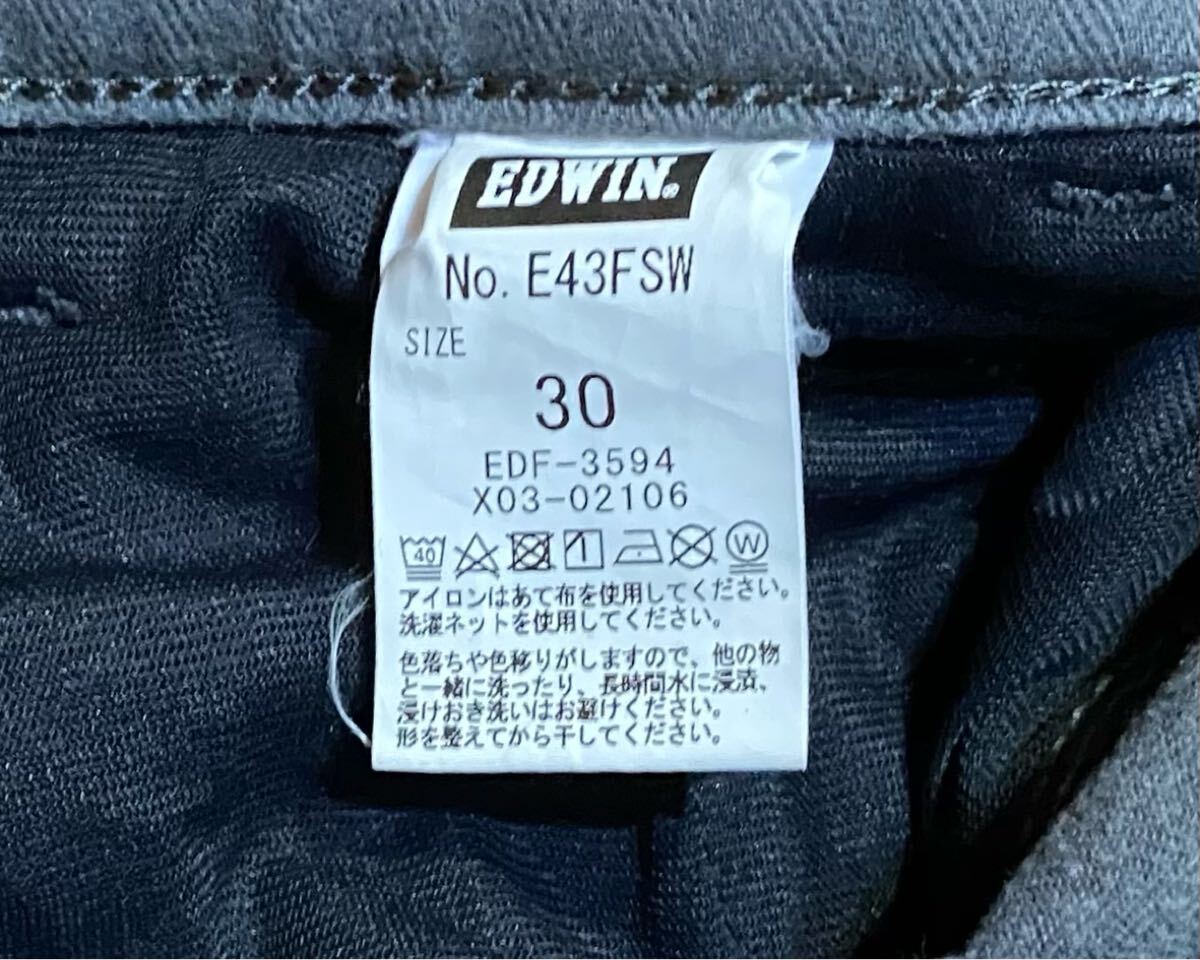 EDWIN®
No. E43FSW
SIZE
30
EDF-3594
X03-02106
40 W
アイロンはあて布を使用してください。
洗濯ネットを使用してください。
色落ちや色移りがしますので、他の物
と一緒に洗ったり、長時間水に浸漬、
浸けおき洗いはお避けください。
形を整えてから干してください。